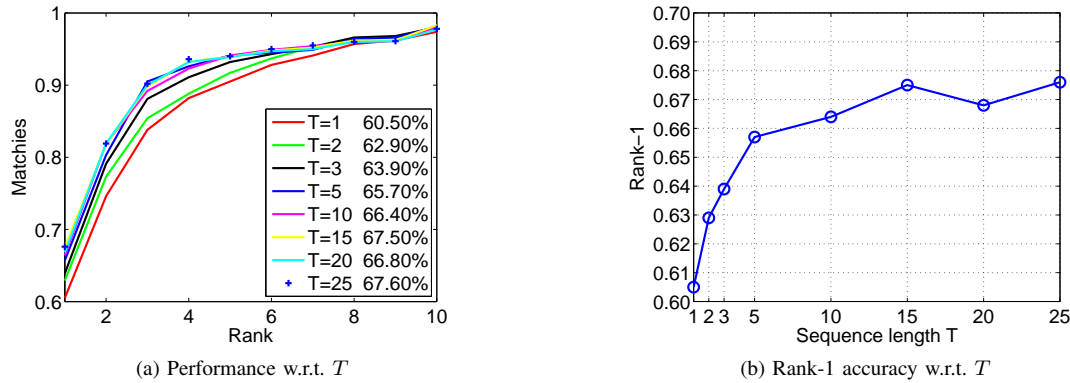 1
0.9
0.8
0.7
0.6
Matchies
2
4
6
8
10
Rank
T=1 60.50%
T=2 62.90%
T=3 63.90%
T=5 65.70%
T=10 66.40%
T=15 67.50%
T=20 66.80%
T=25 67.60%
(a) Performance w.r.t. T
0.70
0.69
0.68
0.67
0.66
0.65
0.64
0.63
0.62
0.61
0.60
Rank–1
1
2
3
5
10
15
20
25
Sequence length T
(b) Rank-1 accuracy w.r.t. T